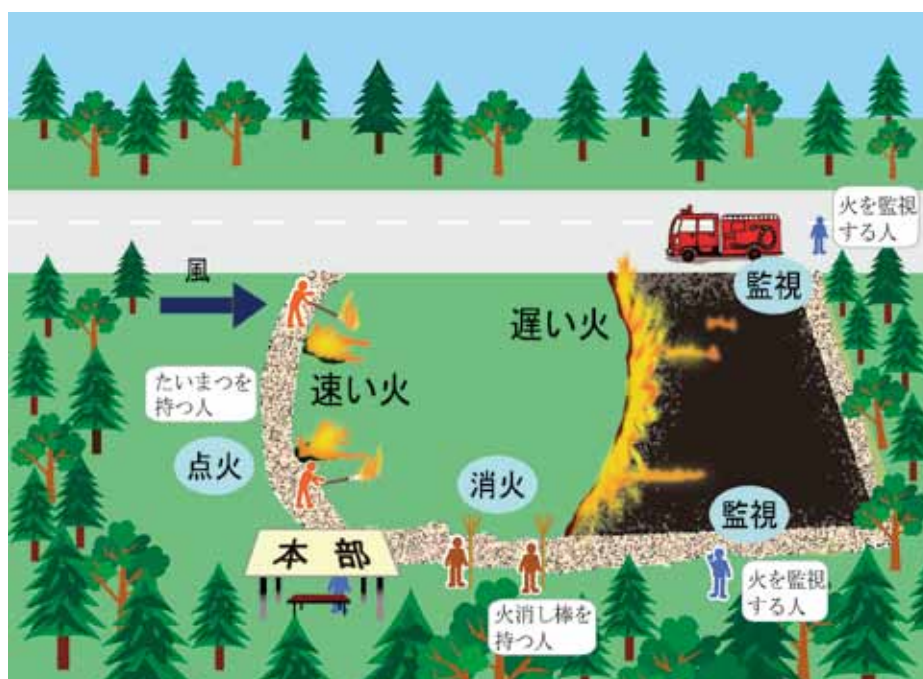 火を監視
する人
風
監視
遅い火
速い火
たいまつを
持つ人
点火
消火
監視
本部
火消し棒を
持つ人
火を監視
する人